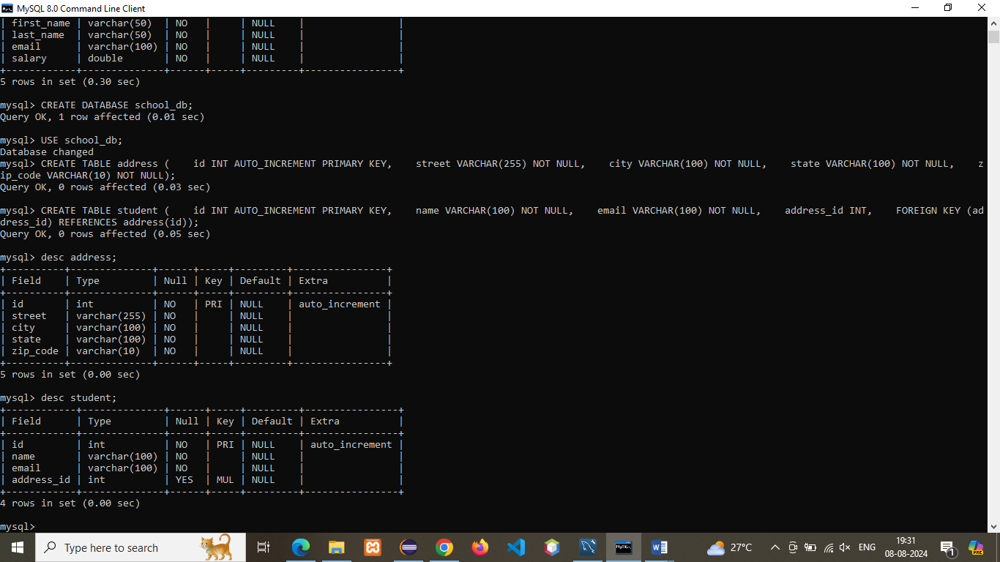 MySQL 8.0 Command Line Client
| first_name | varchar(50)  | NO   |     | NULL    |                |
| last_name  | varchar(50)  | NO   |     | NULL    |                |
| email      | varchar(100) | NO   |     | NULL    |                |
| salary     | double       | NO   |     | NULL    |                |
+------------+--------------+------+-----+---------+----------------+
5 rows in set (0.30 sec)
mysql> CREATE DATABASE school_db;
Query OK, 1 row affected (0.01 sec)
mysql> USE school_db;
Database changed
mysql> CREATE TABLE address (    id INT AUTO_INCREMENT PRIMARY KEY,    street VARCHAR(255) NOT NULL,    city VARCHAR(100) NOT NULL,    state VARCHAR(100) NOT NULL,    z
ip_code VARCHAR(10) NOT NULL);
Query OK, 0 rows affected (0.03 sec)
mysql> CREATE TABLE student (    id INT AUTO_INCREMENT PRIMARY KEY,    name VARCHAR(100) NOT NULL,    email VARCHAR(100) NOT NULL,    address_id INT,    FOREIGN KEY (ad
dress_id) REFERENCES address(id));
Query OK, 0 rows affected (0.05 sec)
mysql> desc address;
+----------+--------------+------+-----+---------+----------------+
| Field    | Type         | Null | Key | Default | Extra          |
+----------+--------------+------+-----+---------+----------------+
| id       | int          | NO   | PRI | NULL    | auto_increment |
| street   | varchar(255) | NO   |     | NULL    |                |
| city     | varchar(100) | NO   |     | NULL    |                |
| state    | varchar(100) | NO   |     | NULL    |                |
| zip_code | varchar(10)  | NO   |     | NULL    |                |
+----------+--------------+------+-----+---------+----------------+
5 rows in set (0.00 sec)
mysql> desc student;
+------------+--------------+------+-----+---------+----------------+
| Field      | Type         | Null | Key | Default | Extra          |
+------------+--------------+------+-----+---------+----------------+
| id         | int          | NO   | PRI | NULL    | auto_increment |
| name       | varchar(100) | NO   |     | NULL    |                |
| email      | varchar(100) | NO   |     | NULL    |                |
| address_id | int          | YES  | MUL | NULL    |                |
+------------+--------------+------+-----+---------+----------------+
4 rows in set (0.00 sec)
mysql>
Type here to search
27°C
ENG
19:31
08-08-2024
1
PRE